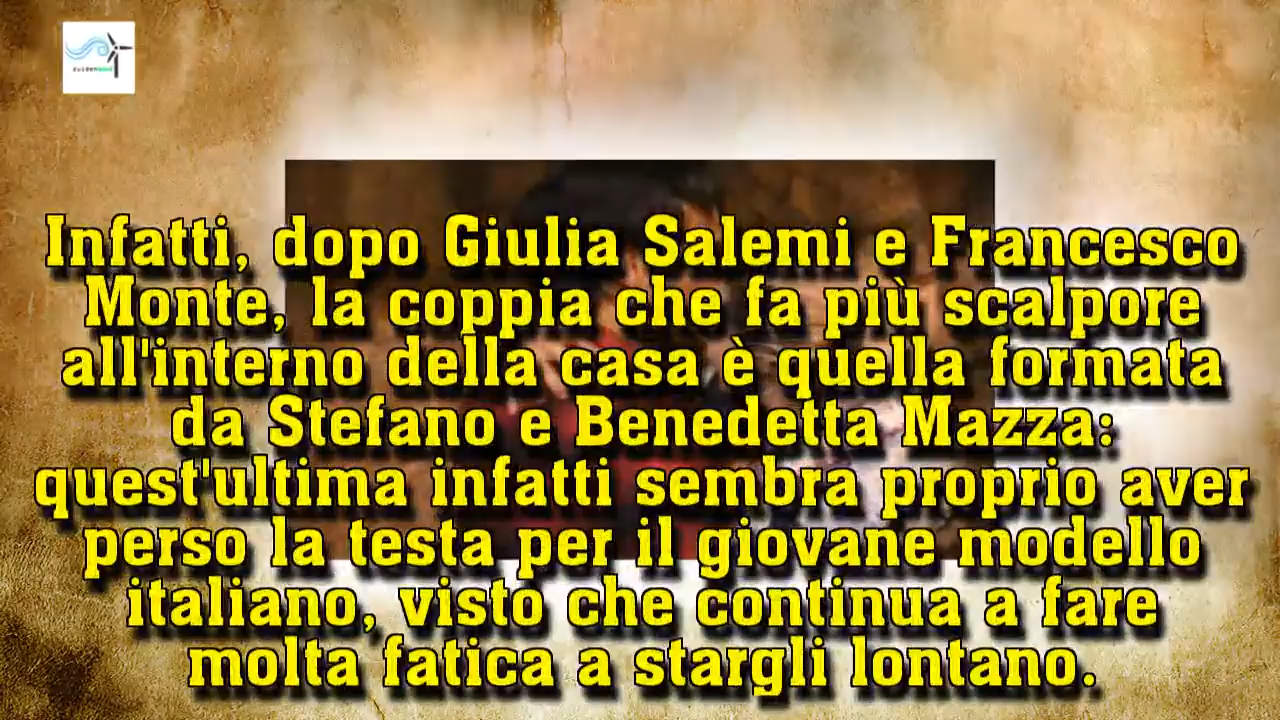 Infatti, dopo Giulia Salemi e Francesco
Monte, la coppia che fa più scalpore
all'interno della casa è quella formata
da Stefano e Benedetta Mazza:
quest'ultima infatti sembra proprio aver
perso la testa per il giovane modello
italiano, visto che continua a fare
molta fatica a stargli lontano.